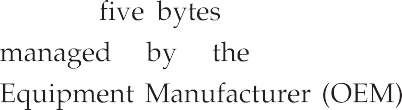 five bytes
managed by the
Equipment Manufacturer (OEM)